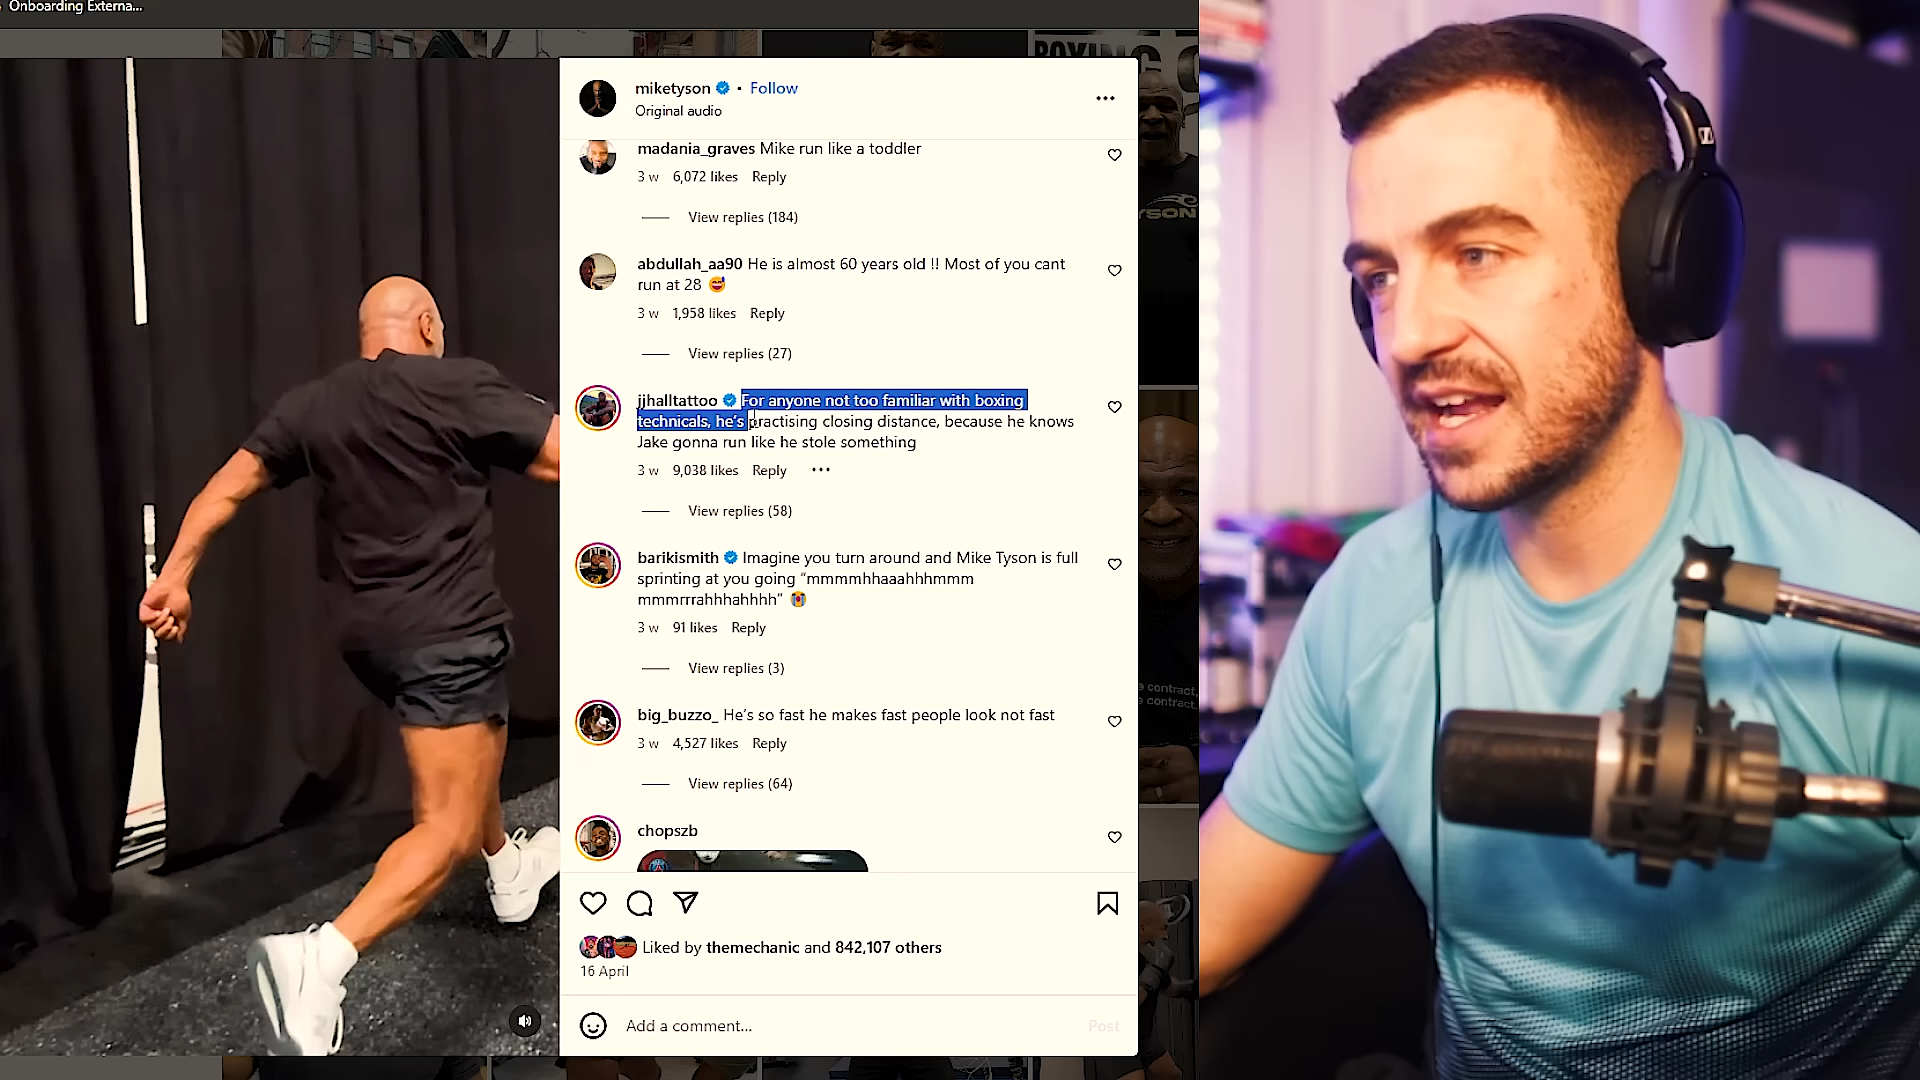 Onboarding Externa...
BOXING C
miketyson • Follow
Original audio
madania_graves Mike run like a toddler
3 w 6,072 likes Reply
View replies (184)
abdullah_aa90 He is almost 60 years old !! Most of you cant
run at 28 😅
3 w 1,958 likes Reply
View replies (27)
jjhalltattoo For anyone not too familiar with boxing
technicals, he's practising closing distance, because he knows
Jake gonna run like he stole something
3 w 9,038 likes Reply •••
View replies (58)
barikismith Imagine you turn around and Mike Tyson is full
sprinting at you going “mmmmhhaaahhhmmm
mmmrrrahhhahhhh” 😭
3 w 91 likes Reply
View replies (3)
big_buzzo_ He's so fast he makes fast people look not fast
3 w 4,527 likes Reply
View replies (64)
chopszb
Liked by themechanic and 842,107 others
16 April
Add a comment...
Post
YSON
e contract,
e contract.